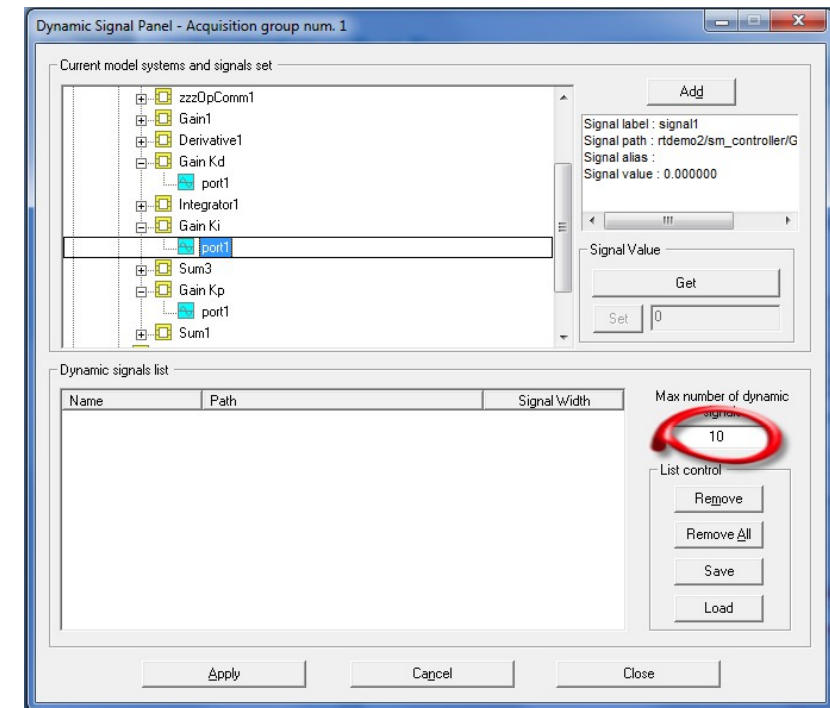 Dynamic Signal Panel - Acquisition group num. 1
Current model systems and signals set
zzzOpComm1
Gain1
Derivative1
Gain Kd
port1
Integrator1
Gain Ki
port1
Sum3
Gain Kp
port1
Sum1
Add
Signal label : signal1
Signal path : rtdemo2/sm_controller/G
Signal alias :
Signal value : 0.000000
Signal Value
Get
Set
0
Dynamic signals list
Name Path Signal Width
Max number of dynamic
signals
10
List control
Remove
Remove All
Save
Load
Apply Cancel Close